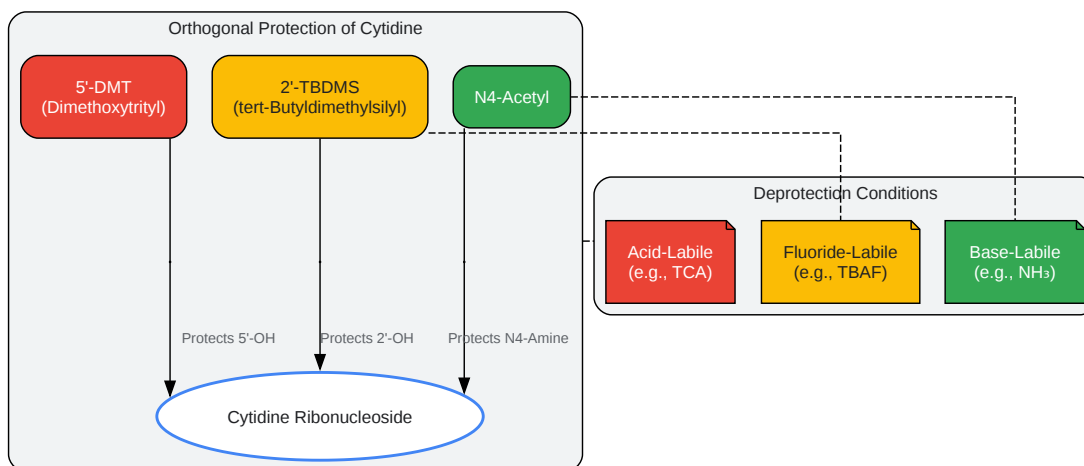 Orthogonal Protection of Cytidine
5'-DMT
(Dimethoxytrityl)
2'-TBDMS
(tert-Butyldimethylsilyl)
N4-Acetyl
Deprotection Conditions
Acid-Labile
(e.g., TCA)
Fluoride-Labile
(e.g., TBAF)
Base-Labile
(e.g., NH₃)
Protects 5'-OH
Protects 2'-OH
Protects N4-Amine
Cytidine Ribonucleoside